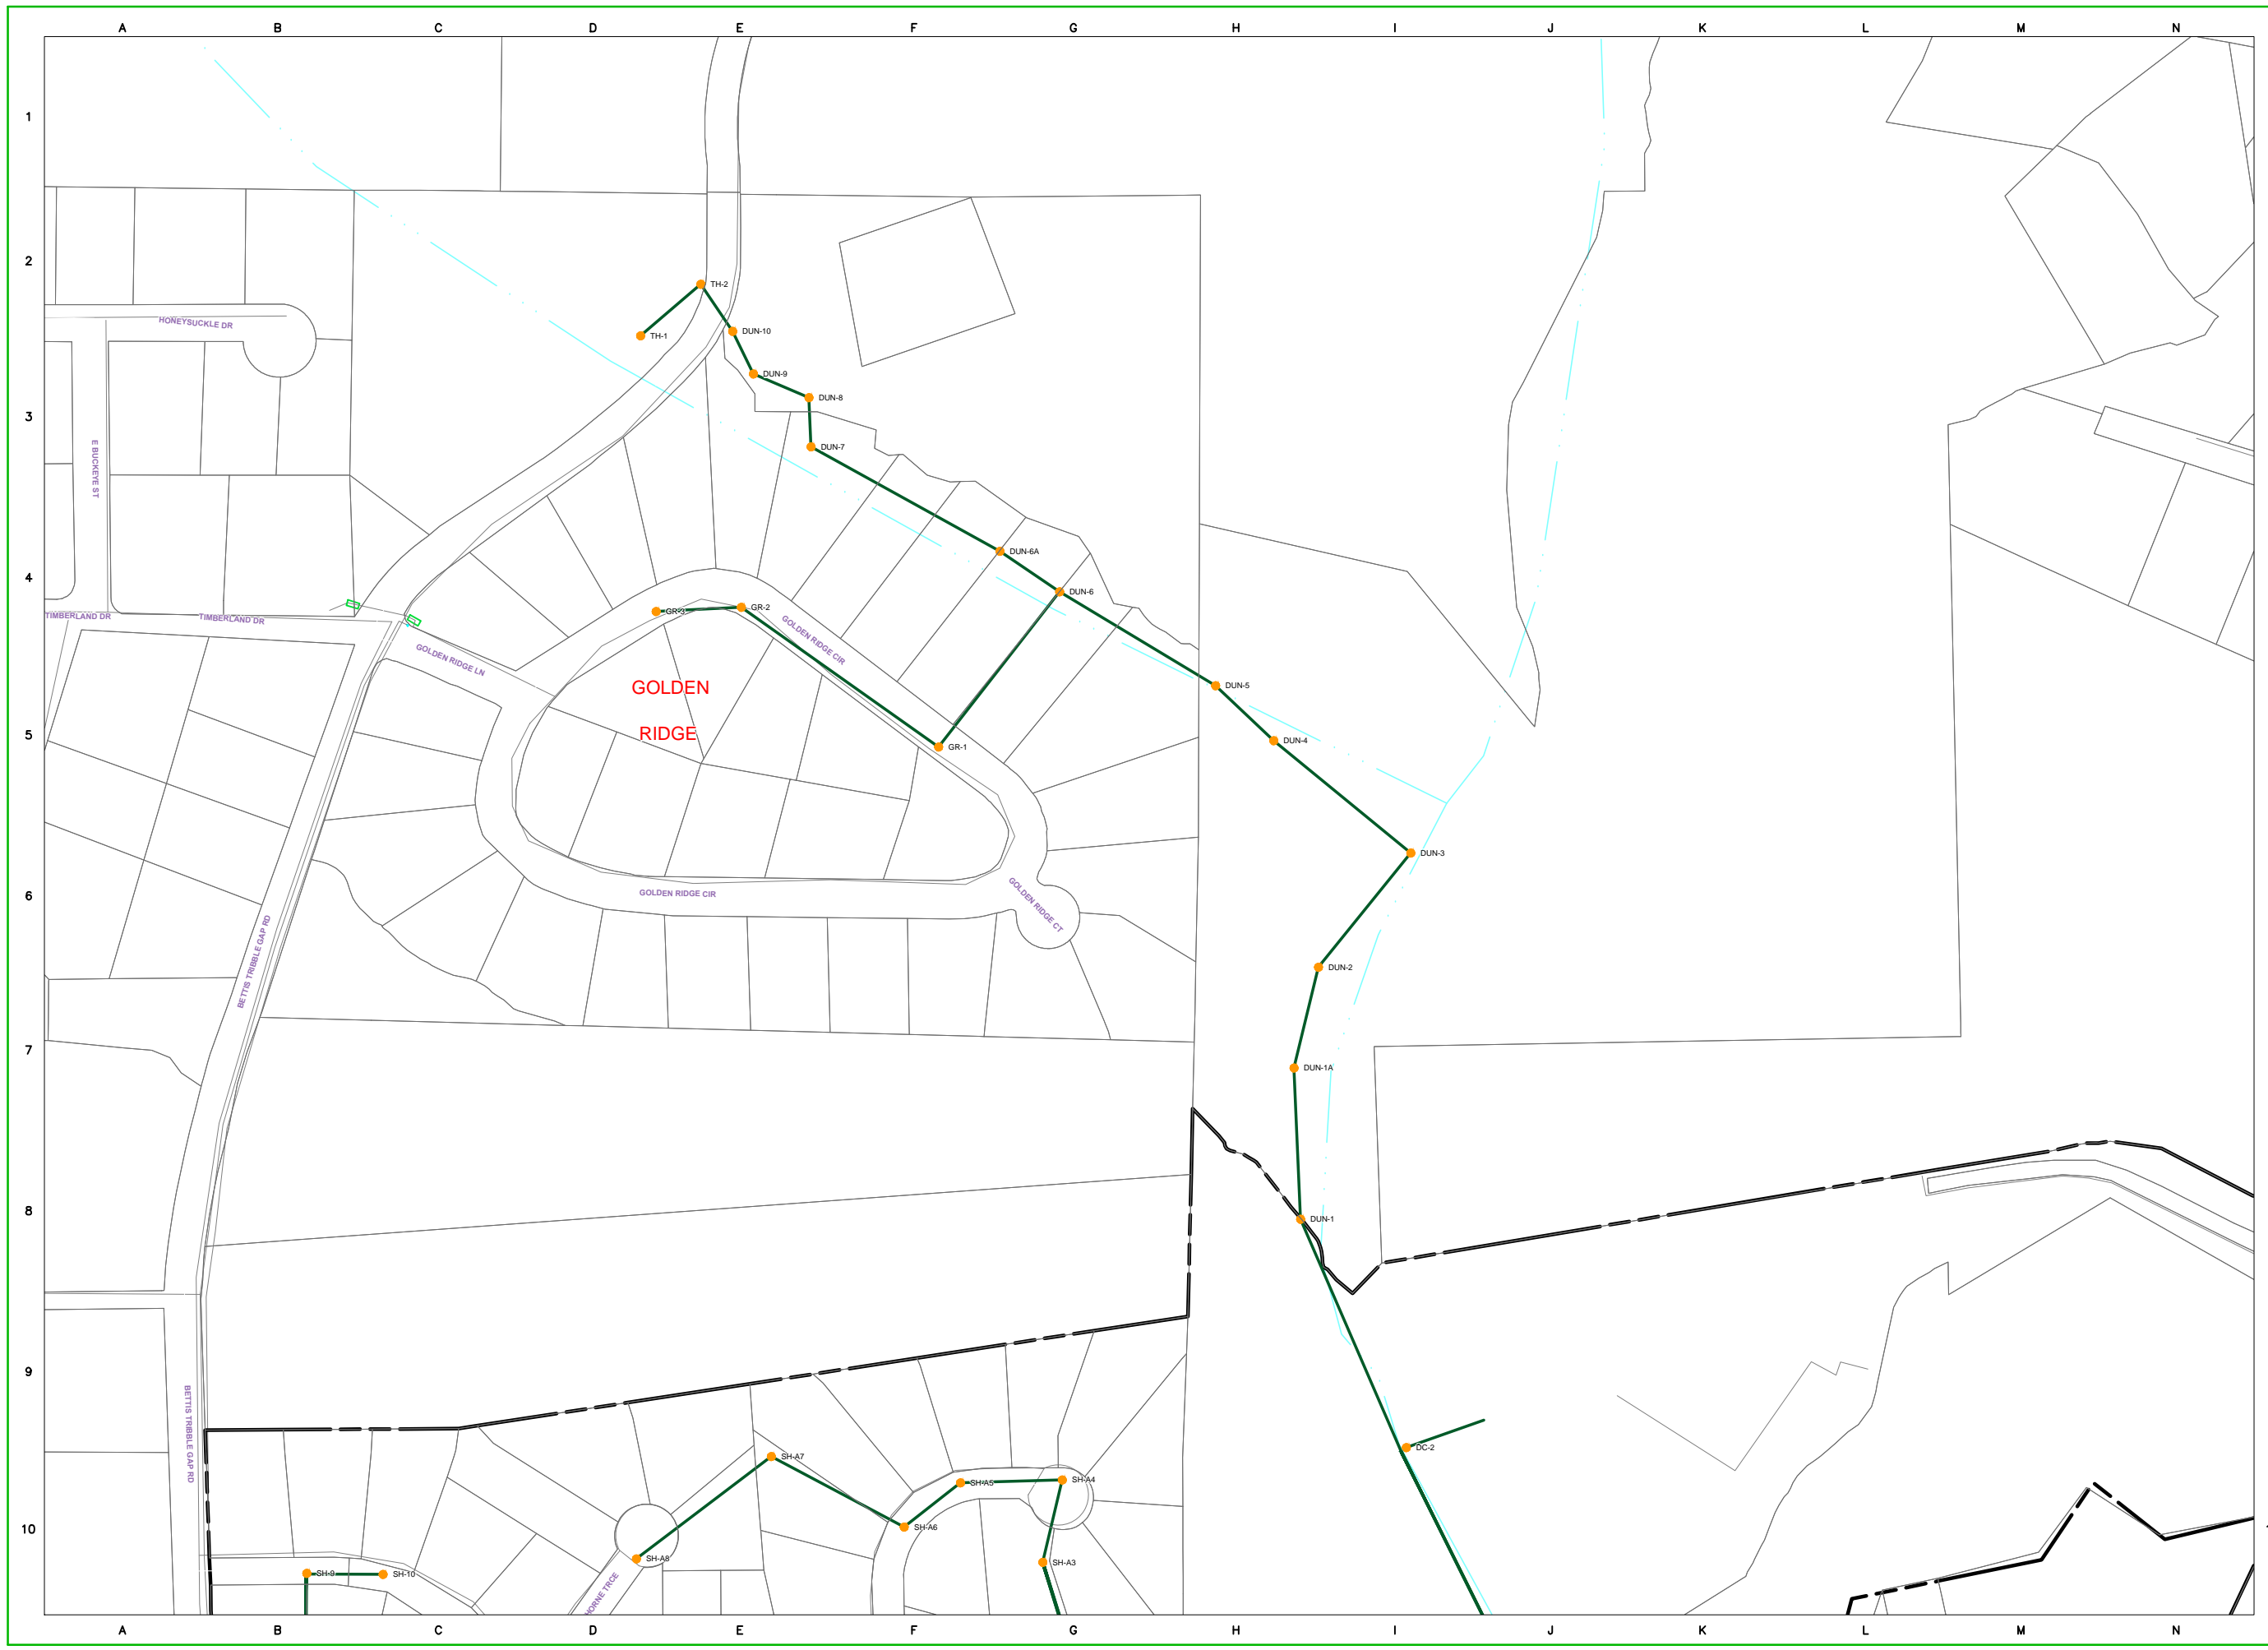 A B C D E F G H I J K L M N
1
2
TH-2
HONEYSUCKLE DR
DUN-10
TH-1
DUN-9
DUN-8
3
DUN-7
E BUCKEYE ST
DUN-6A
4
DUN-6
GR-3
GR-2
TIMBERLAND DR
TIMBERLAND DR
GOLDEN RIDGE CIR
GOLDEN RIDGE LN
GOLDEN
DUN-5
RIDGE
5
DUN-4
GR-1
DUN-3
6
GOLDEN RIDGE CIR
GOLDEN RIDGE CT
BETTIS TRIBBLE GAP RD
DUN-2
7
DUN-1A
8
DUN-1
9
BETTIS TRIBBLE GAP RD
DC-2
SH-A7
SH-A5
SH-A4
10
SH-A6
SH-A8
SH-A3
SH-9
SH-10
HORNE TRCE
A B C D E F G H I J K L M N